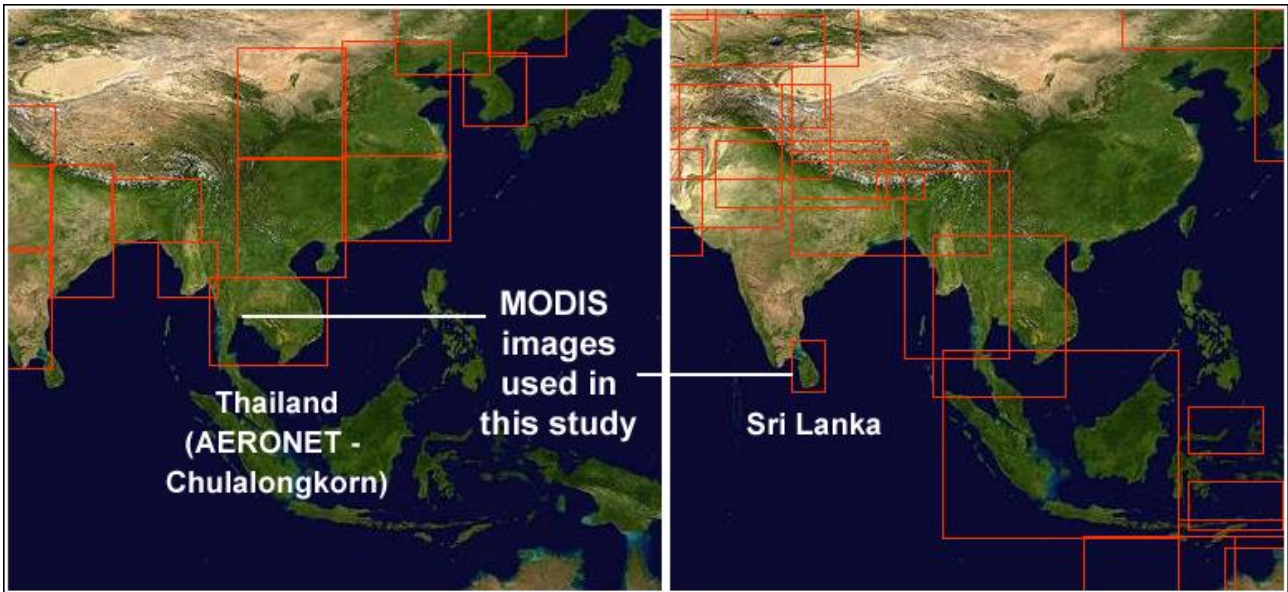 MODIS
images
used in
this study
Thailand
(AERONET -
Chulalongkorn)
Sri Lanka